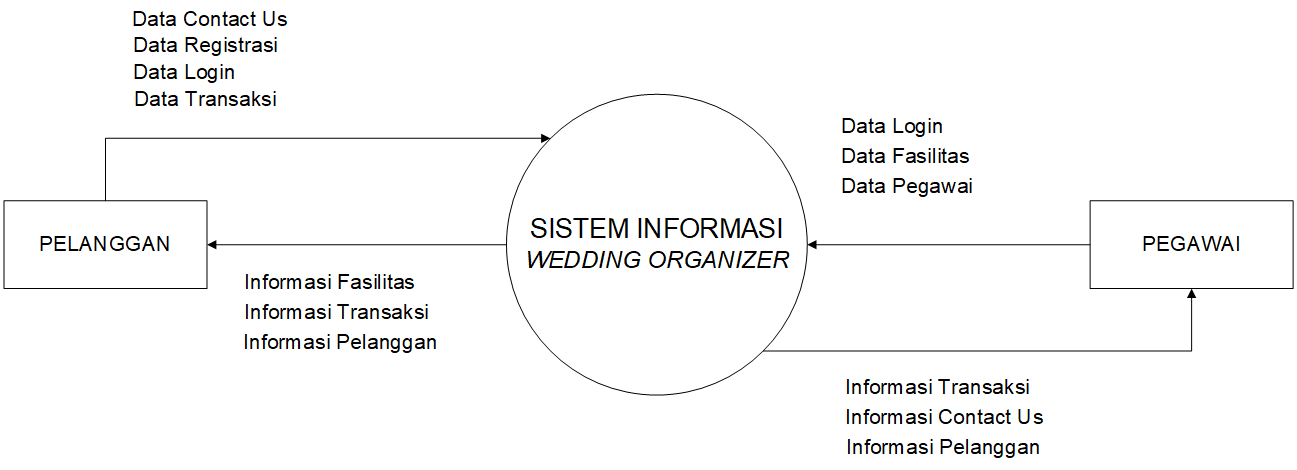 Data Contact Us
Data Registrasi
Data Login
Data Transaksi
PELANGGAN
Informasi Fasilitas
Informasi Transaksi
Informasi Pelanggan
SISTEM INFORMASI
WEDDING ORGANIZER
Data Login
Data Fasilitas
Data Pegawai
PEGAWAI
Informasi Transaksi
Informasi Contact Us
Informasi Pelanggan